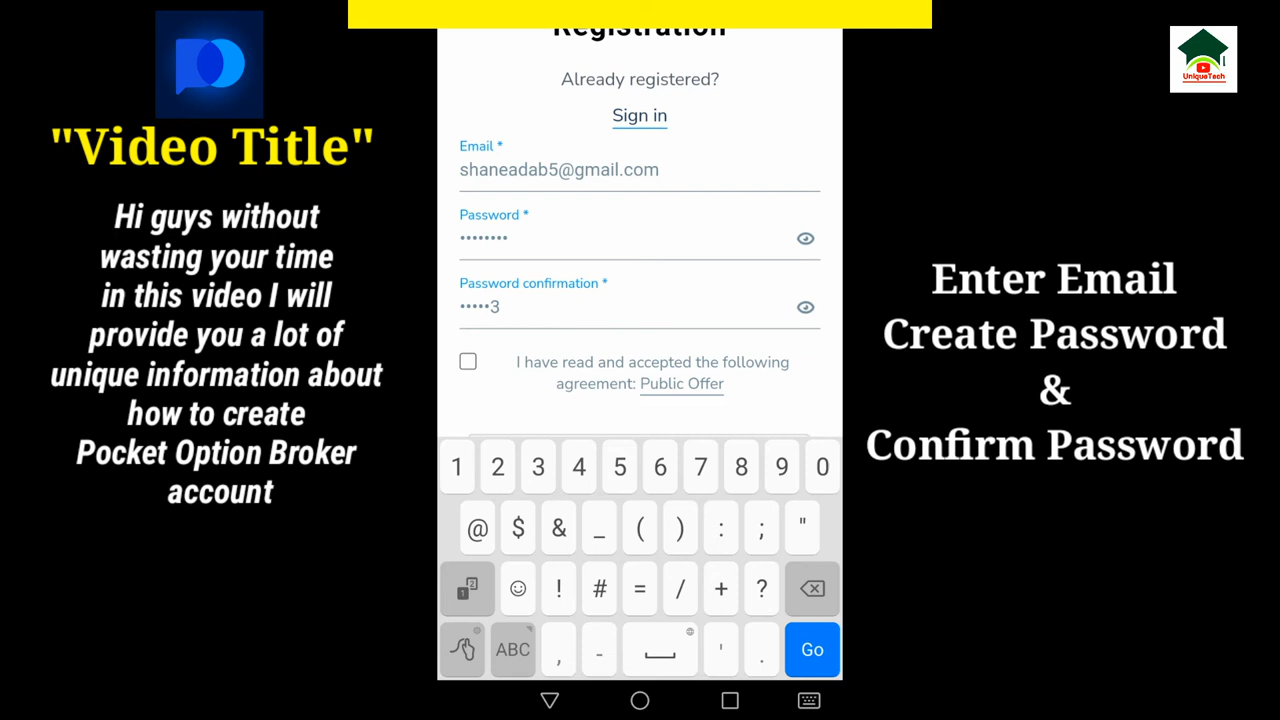 "Video Title"
Hi guys without
wasting your time
in this video I will
provide you a lot of
unique information about
how to create
Pocket Option Broker
account
Registration
Already registered?
Sign in
Email *
shaneadab5@gmail.com
Password *
••••••••
Password confirmation *
•••••3
I have read and accepted the following
agreement: Public Offer
1 2 3 4 5 6 7 8 9 0
@ $ & _ ( ) : ; "
! # = / + ?
ABC , - ' . Go
UniqueTech
Enter Email
Create Password
&
Confirm Password